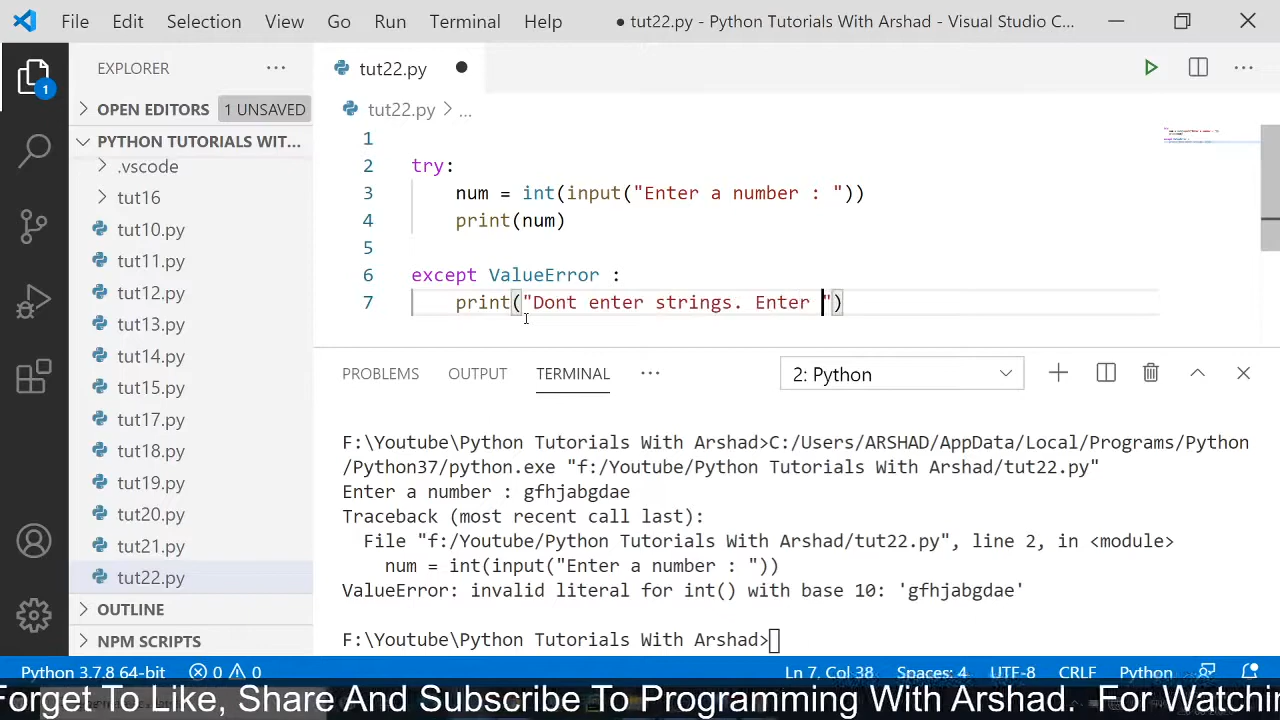 File Edit Selection View Go Run Terminal Help ● tut22.py - Python Tutorials With Arshad - Visual Studio C...
EXPLORER ...
tut22.py ●
1
OPEN EDITORS 1 UNSAVED
tut22.py > ...
PYTHON TUTORIALS WIT...
.vscode
tut16
tut10.py
tut11.py
tut12.py
tut13.py
tut14.py
tut15.py
tut17.py
tut18.py
tut19.py
tut20.py
tut21.py
tut22.py
OUTLINE
NPM SCRIPTS
1
2 try:
3 num = int(input("Enter a number : "))
4 print(num)
5
6 except ValueError :
7 print("Dont enter strings. Enter ")
PROBLEMS OUTPUT TERMINAL ... 2: Python
F:\Youtube\Python Tutorials With Arshad>C:/Users/ARSHAD/AppData/Local/Programs/Python
/Python37/python.exe "f:/Youtube/Python Tutorials With Arshad/tut22.py"
Enter a number : gfhjabgdae
Traceback (most recent call last):
File "f:/Youtube/Python Tutorials With Arshad/tut22.py", line 2, in <module>
num = int(input("Enter a number : "))
ValueError: invalid literal for int() with base 10: 'gfhjabgdae'
F:\Youtube\Python Tutorials With Arshad>
Python 3.7.8 64-bit 0 0 Ln 7, Col 38 Spaces: 4 UTF-8 CRLF Python
Forget To Like, Share And Subscribe To Programming With Arshad. For Watchin